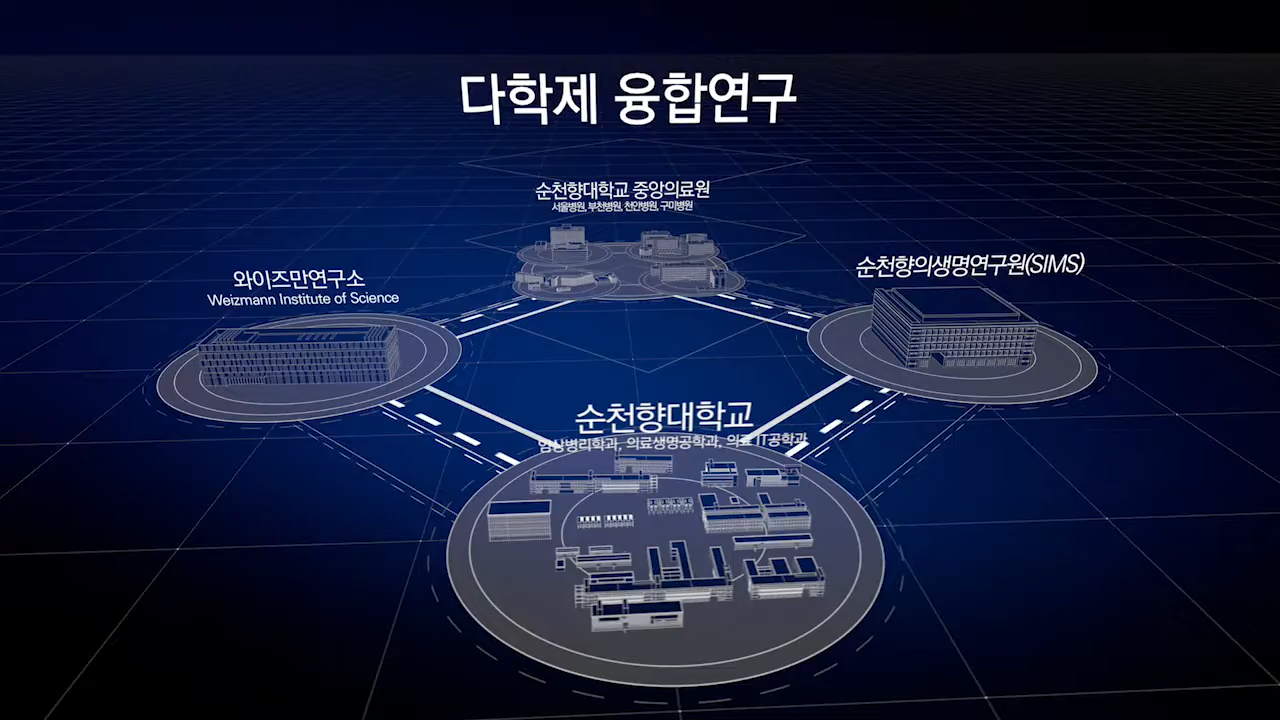 다학제 융합연구
순천향대학교 중앙의료원
서울병원, 부천병원, 천안병원, 구미병원
와이즈만연구소
Weizmann Institute of Science
순천향의생명연구원(SIMS)
순천향대학교
임상병리학과, 의료생명공학과, 의료 IT공학과